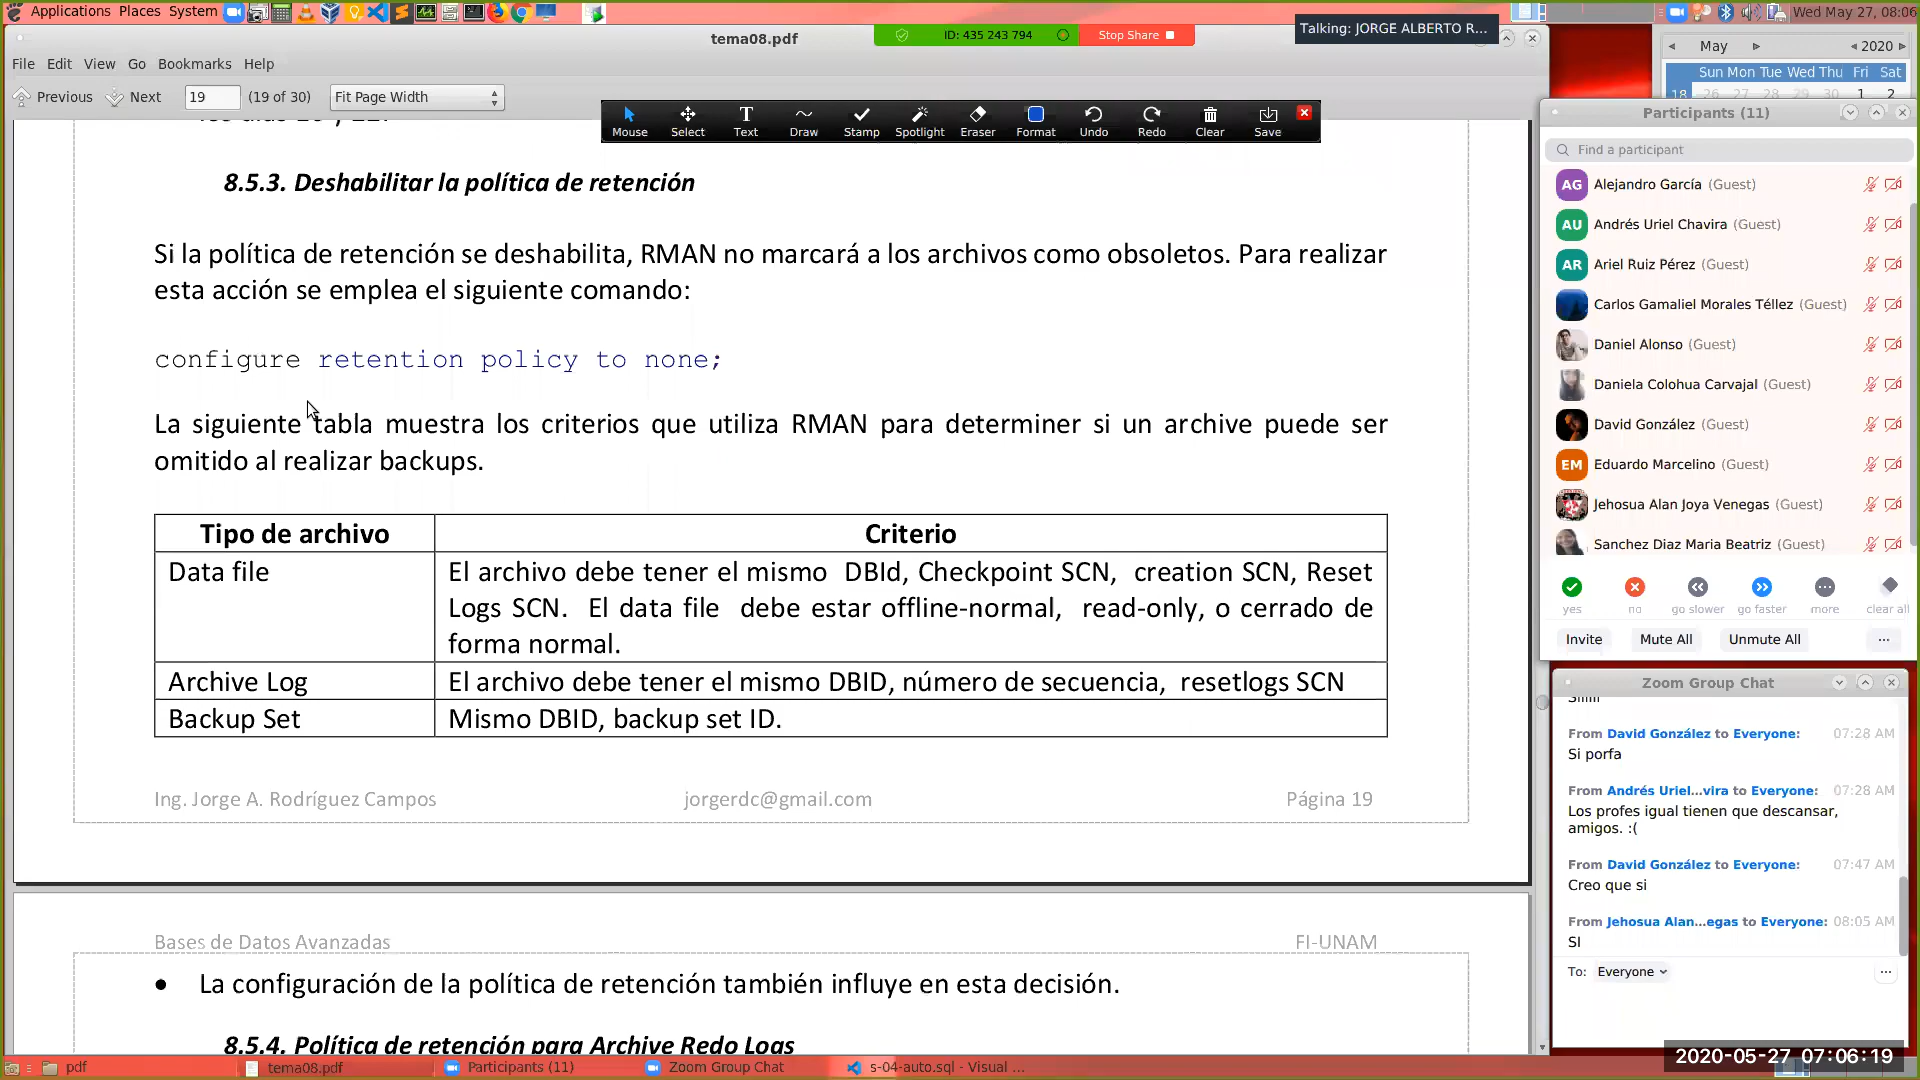 Applications Places System
Wed May 27, 08:06
tema08.pdf
ID: 435 243 794
Stop Share
Talking: JORGE ALBERTO R...
File Edit View Go Bookmarks Help
Previous Next 19 (19 of 30) Fit Page Width
Mouse Select Text Draw Stamp Spotlight Eraser Format Undo Redo Clear Save
8.5.3. Deshabilitar la política de retención
Si la política de retención se deshabilita, RMAN no marcará a los archivos como obsoletos. Para realizar
esta acción se emplea el siguiente comando:
configure retention policy to none;
La siguiente tabla muestra los criterios que utiliza RMAN para determiner si un archive puede ser
omitido al realizar backups.
Tipo de archivo Criterio
Data file El archivo debe tener el mismo DBId, Checkpoint SCN, creation SCN, Reset
Logs SCN. El data file debe estar offline-normal, read-only, o cerrado de
forma normal.
Archive Log El archivo debe tener el mismo DBID, número de secuencia, resetlogs SCN
Backup Set Mismo DBID, backup set ID.
Ing. Jorge A. Rodríguez Campos jorgerdc@gmail.com Página 19
Bases de Datos Avanzadas FI-UNAM
• La configuración de la política de retención también influye en esta decisión.
8.5.4. Política de retención para Archive Redo Logs
May 2020
Sun Mon Tue Wed Thu Fri Sat
18 26 27 28 29 30 1 2
Participants (11)
Find a participant
AG Alejandro García (Guest)
AU Andrés Uriel Chavira (Guest)
AR Ariel Ruiz Pérez (Guest)
Carlos Gamaliel Morales Téllez (Guest)
Daniel Alonso (Guest)
Daniela Colohua Carvajal (Guest)
David González (Guest)
EM Eduardo Marcelino (Guest)
Jehosua Alan Joya Venegas (Guest)
Sanchez Diaz Maria Beatriz (Guest)
yes no go slower go faster more clear all
Invite Mute All Unmute All ...
Zoom Group Chat
From David González to Everyone: 07:28 AM
Si porfa
From Andrés Uriel...vira to Everyone: 07:28 AM
Los profes igual tienen que descansar,
amigos. :(
From David González to Everyone: 07:47 AM
Creo que si
From Jehosua Alan...egas to Everyone: 08:05 AM
SI
To: Everyone ...
2020-05-27 07:06:19
pdf tema08.pdf Participants (11) Zoom Group Chat s-04-auto.sql - Visual ...